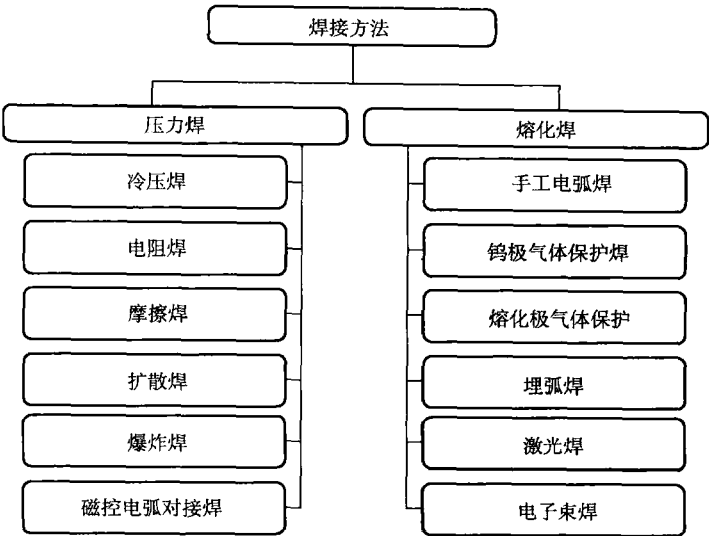 焊接方法
压力焊
冷压焊
电阻焊
摩擦焊
扩散焊
爆炸焊
磁控电弧对接焊
熔化焊
手工电弧焊
钨极气体保护焊
熔化极气体保护
埋弧焊
激光焊
电子束焊